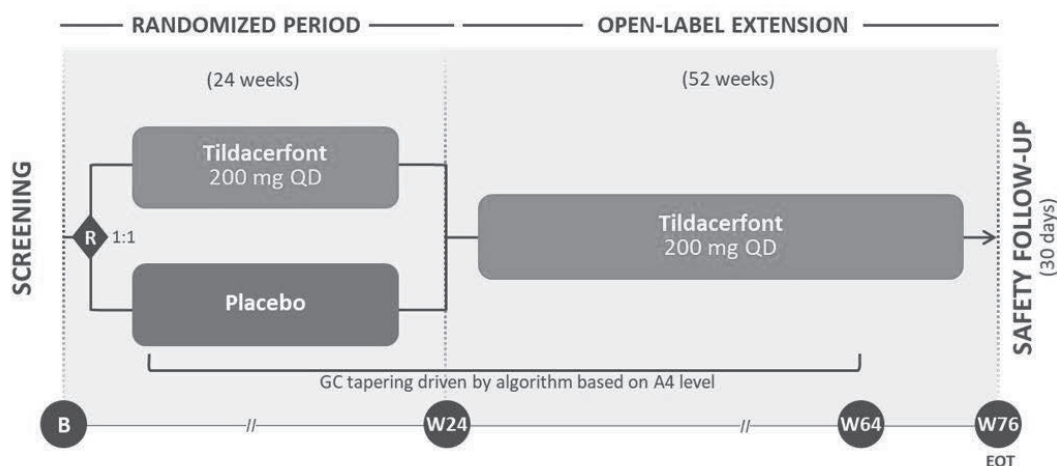 RANDOMIZED PERIOD
OPEN-LABEL EXTENSION
(24 weeks)
(52 weeks)
SCREENING
R
1:1
Tildacerfont
200 mg QD
Placebo
Tildacerfont
200 mg QD
SAFETY FOLLOW-UP
(30 days)
GC tapering driven by algorithm based on A4 level
B
//
W24
//
W64
W76
EOT